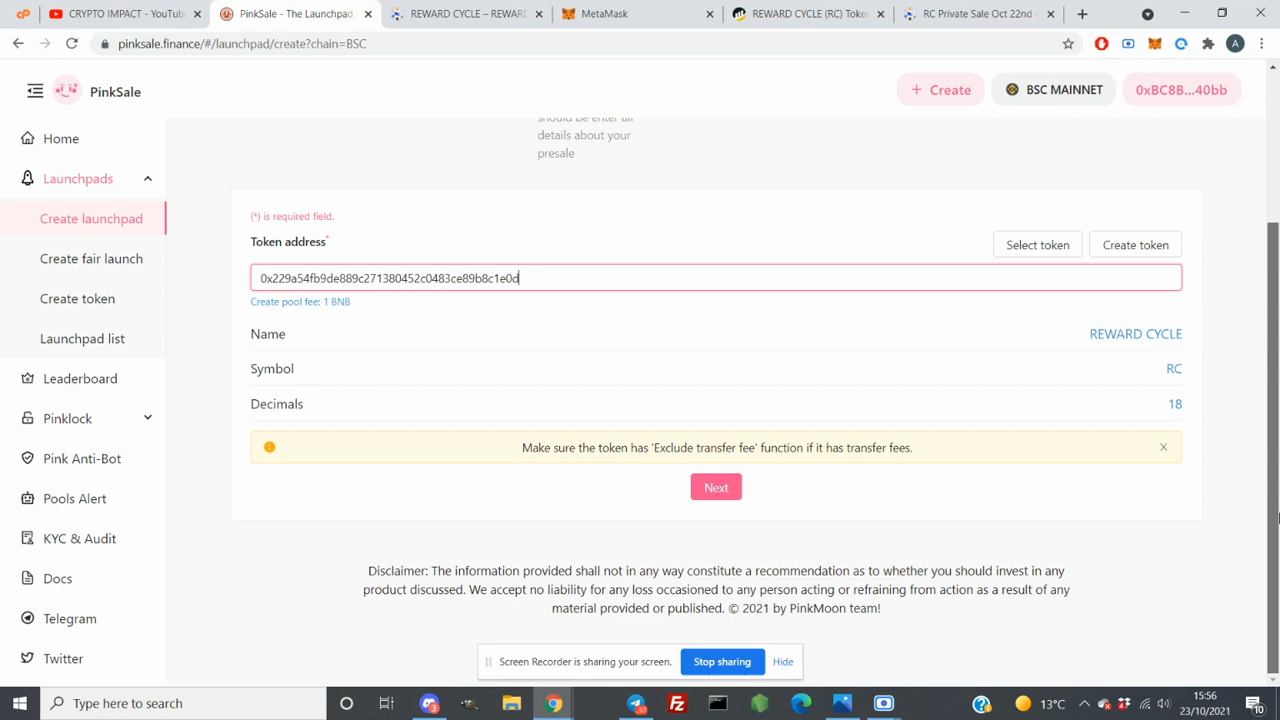 CRYPTO IMPACT - YouTub
PinkSale - The Launchpad
REWARD CYCLE – REWAR
MetaMask
REWARD CYCLE (RC) Toke
RC Private Sale Oct 22nd -
pinksale.finance/#/launchpad/create?chain=BSC
A
PinkSale
+ Create
BSC MAINNET
0xBC8B...40bb
Home
Launchpads
Create launchpad
Create fair launch
Create token
Launchpad list
Leaderboard
Pinklock
Pink Anti-Bot
Pools Alert
KYC & Audit
Docs
Telegram
Twitter
should be enter all
details about your
presale
(*) is required field.
Token address*
Select token
Create token
0x229a54fb9de889c271380452c0483ce89b8c1e0d
Create pool fee: 1 BNB
Name
REWARD CYCLE
Symbol
RC
Decimals
18
Make sure the token has 'Exclude transfer fee' function if it has transfer fees.
Next
Disclaimer: The information provided shall not in any way constitute a recommendation as to whether you should invest in any
product discussed. We accept no liability for any loss occasioned to any person acting or refraining from action as a result of any
material provided or published. © 2021 by PinkMoon team!
Screen Recorder is sharing your screen.
Stop sharing
Hide
Type here to search
13°C
15:56
23/10/2021